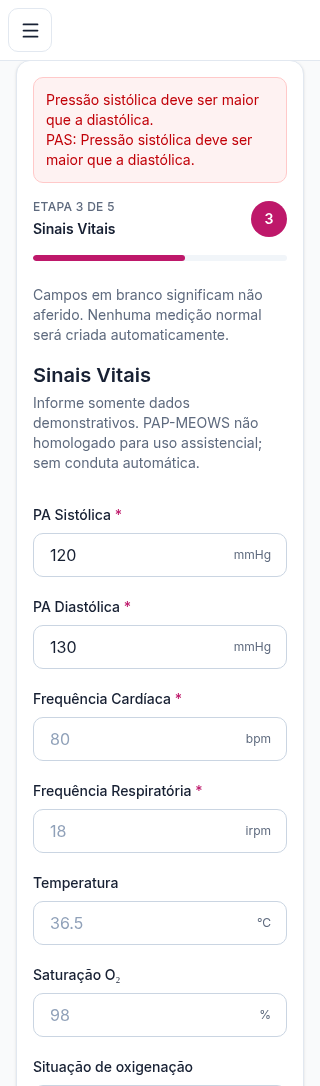 Pressão sistólica deve ser maior
que a diastólica.
PAS: Pressão sistólica deve ser
maior que a diastólica.
ETAPA 3 DE 5
Sinais Vitais
3
Campos em branco significam não
aferido. Nenhuma medição normal
será criada automaticamente.
Sinais Vitais
Informe somente dados
demonstrativos. PAP-MEOWS não
homologado para uso assistencial;
sem conduta automática.
PA Sistólica *
120 mmHg
PA Diastólica *
130 mmHg
Frequência Cardíaca *
80 bpm
Frequência Respiratória *
18 irpm
Temperatura
36.5 °C
Saturação O₂
98 %
Situação de oxigenação